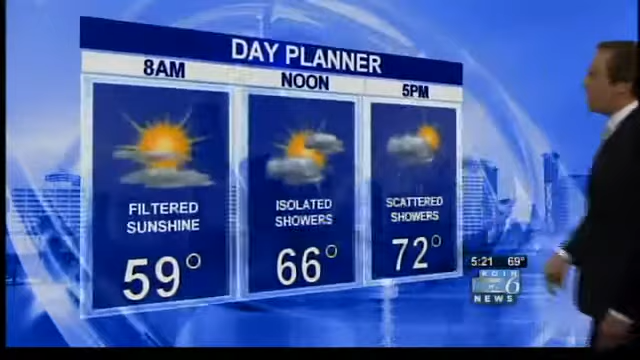 DAY PLANNER
8AM
NOON
5PM
FILTERED
SUNSHINE
ISOLATED
SHOWERS
SCATTERED
SHOWERS
59°
66°
72°
5:21 69°
KOIN
6
NEWS